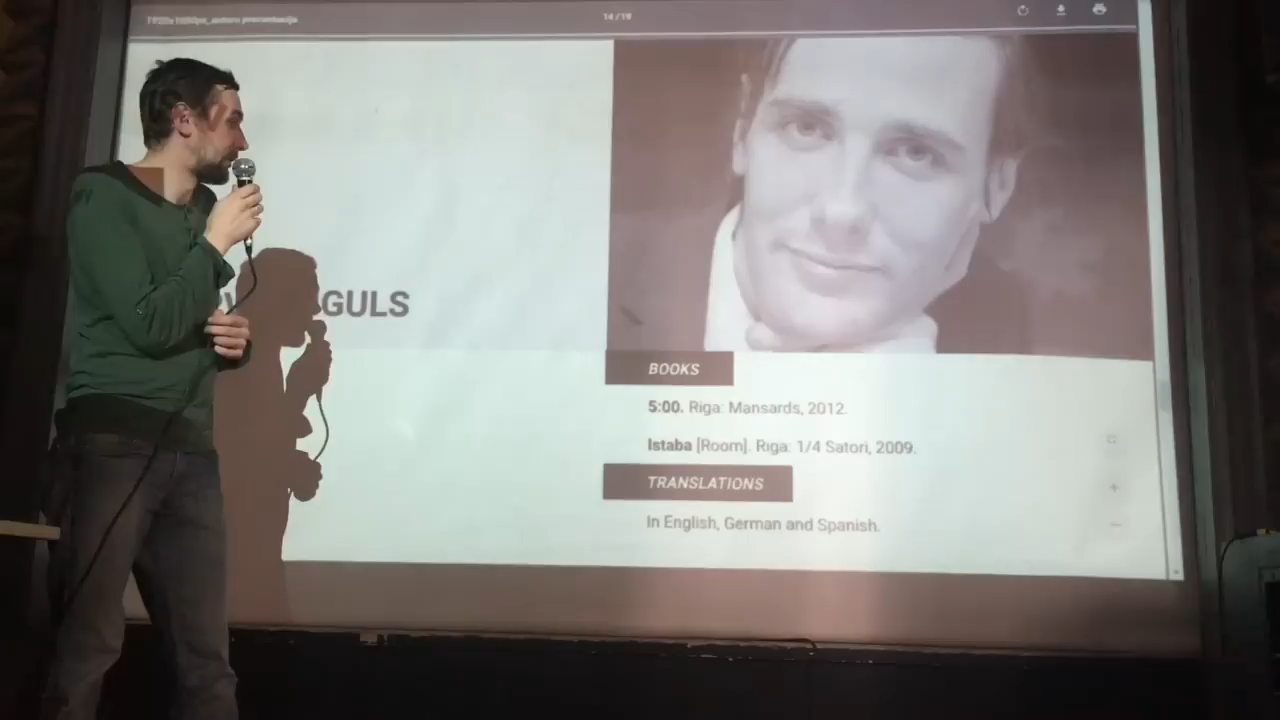 14 / 19
GULS
BOOKS
5:00. Riga: Mansards, 2012.
Istaba [Room]. Riga: 1/4 Satori, 2009.
TRANSLATIONS
In English, German and Spanish.